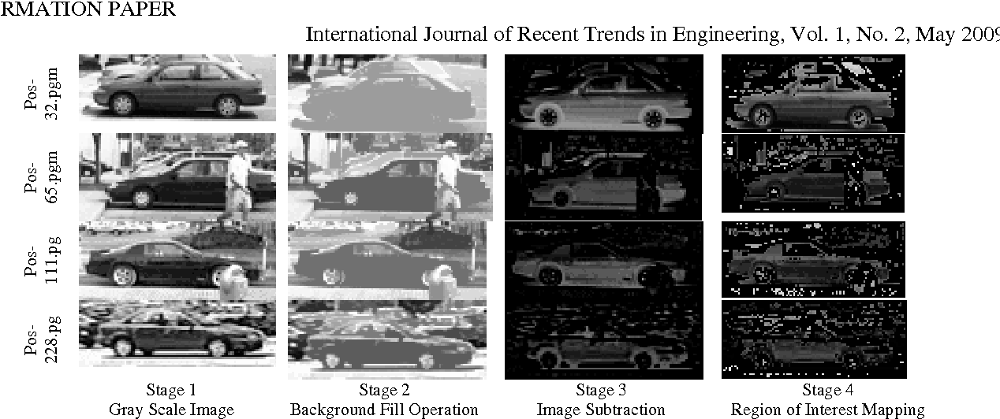 RMATION PAPER
International Journal of Recent Trends in Engineering, Vol. 1, No. 2, May 2009
Pos-
32.pgm
Pos-
65.pgm
Pos-
111.pg
Pos-
228.pg
Stage 1
Gray Scale Image
Stage 2
Background Fill Operation
Stage 3
Image Subtraction
Stage 4
Region of Interest Mapping